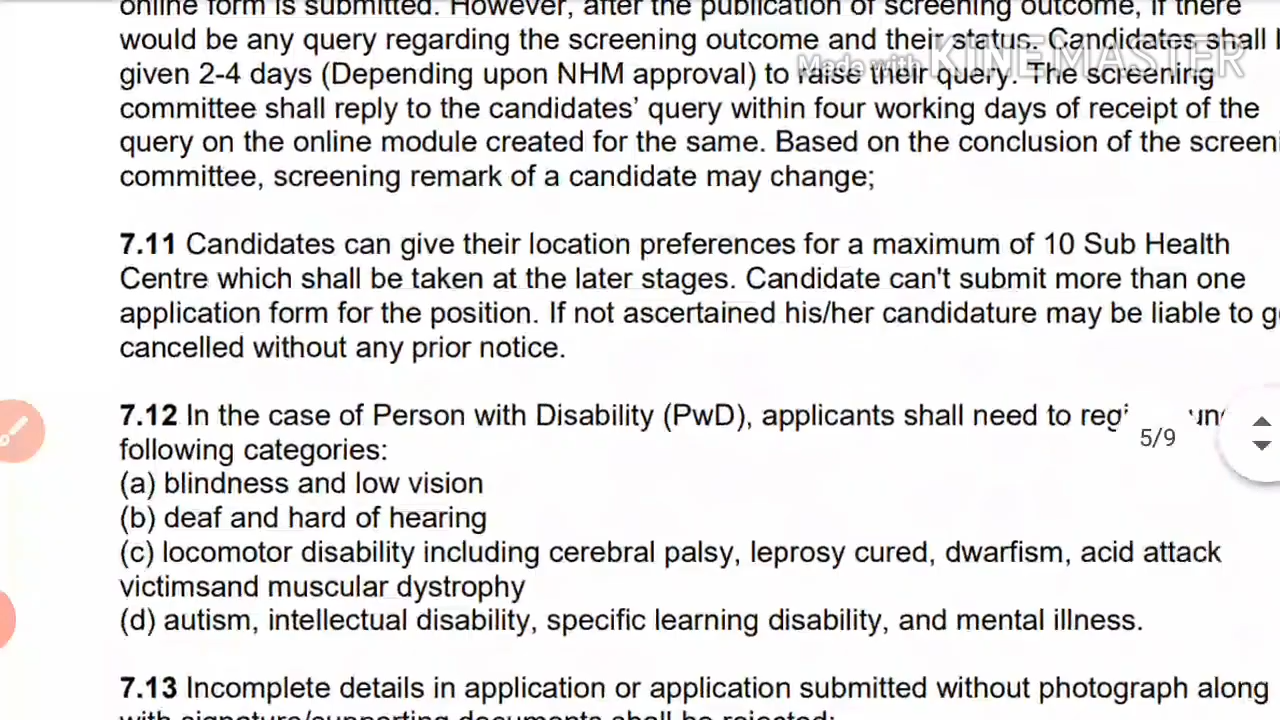 online form is submitted. However, after the publication of screening outcome, if there
would be any query regarding the screening outcome and their status. Candidates shall
given 2-4 days (Depending upon NHM approval) to raise their query. The screening
Made with KINEMASTER
committee shall reply to the candidates' query within four working days of receipt of the
query on the online module created for the same. Based on the conclusion of the screeni
committee, screening remark of a candidate may change;
7.11 Candidates can give their location preferences for a maximum of 10 Sub Health
Centre which shall be taken at the later stages. Candidate can't submit more than one
application form for the position. If not ascertained his/her candidature may be liable to g
cancelled without any prior notice.
7.12 In the case of Person with Disability (PwD), applicants shall need to
5/9
following categories:
(a) blindness and low vision
(b) deaf and hard of hearing
(c) locomotor disability including cerebral palsy, leprosy cured, dwarfism, acid attack
victimsand muscular dystrophy
(d) autism, intellectual disability, specific learning disability, and mental illness.
7.13 Incomplete details in application or application submitted without photograph along
with signature/supporting documents shall be rejected;